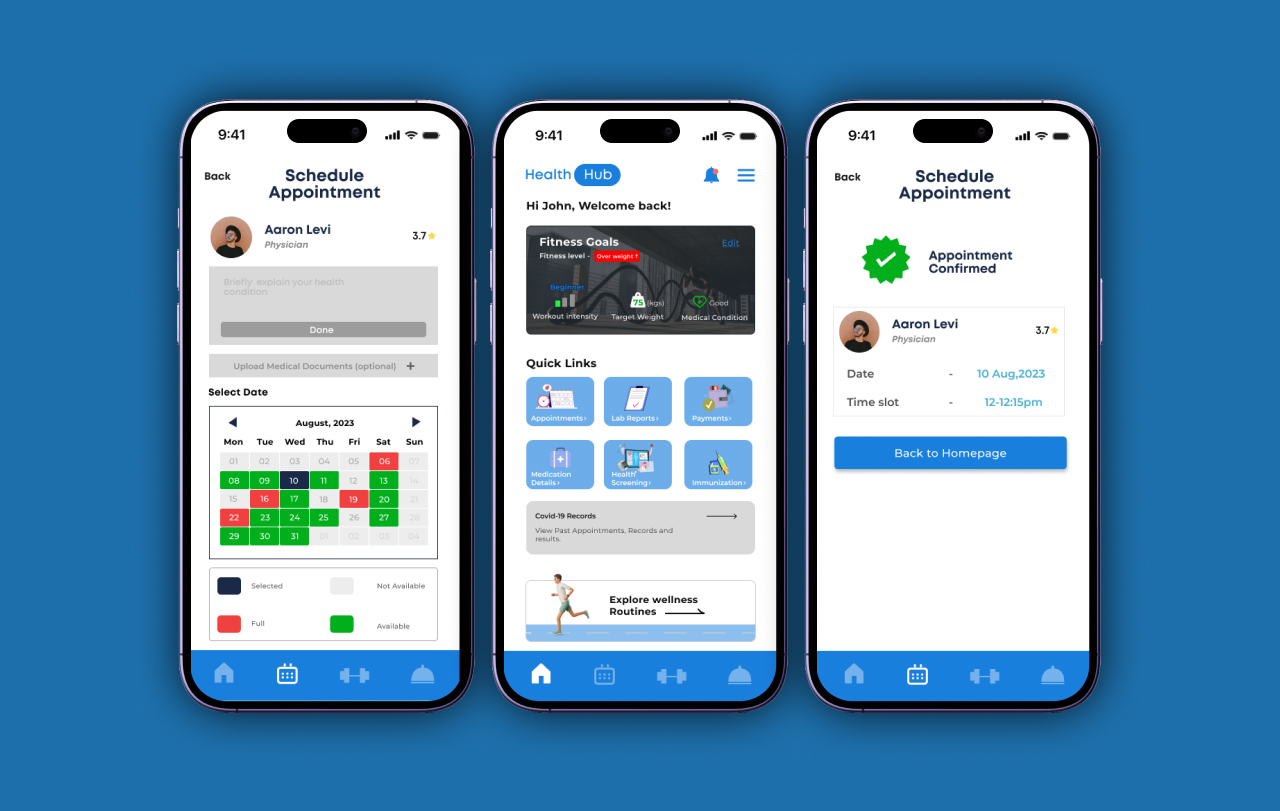 9:41
Back
Schedule
Appointment
Aaron Levi
Physician
3.7
Briefly explain your health
condition
Done
Upload Medical Documents (optional) +
Select Date
August, 2023
Mon Tue Wed Thu Fri Sat Sun
01 02 03 04 05 06 07
08 09 10 11 12 13 14
15 16 17 18 19 20 21
22 23 24 25 26 27 28
29 30 31 01 02 03 04
Selected
Not Available
Full
Available
9:41
Health Hub
Hi John, Welcome back!
Fitness Goals
Edit
Fitness level - Over weight ↑
Beginner
75 (kgs)
Good
Workout intensity
Target Weight
Medical Condition
Quick Links
Appointments ›
Lab Reports ›
Payments ›
Medication
Details ›
Health
Screening ›
Immunization ›
Covid-19 Records
View Past Appointments, Records and
results.
Explore wellness
Routines
9:41
Back
Schedule
Appointment
Appointment
Confirmed
Aaron Levi
Physician
3.7
Date - 10 Aug,2023
Time slot - 12-12:15pm
Back to Homepage